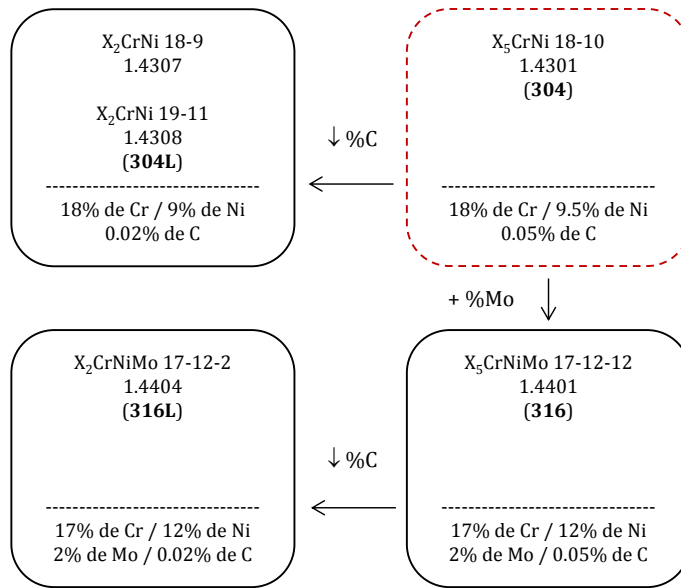 X₂CrNi 18-9
1.4307
X₂CrNi 19-11
1.4308
(304L)
18% de Cr / 9% de Ni
0.02% de C
↓ %C
X₅CrNi 18-10
1.4301
(304)
18% de Cr / 9.5% de Ni
0.05% de C
+ %Mo
X₂CrNiMo 17-12-2
1.4404
(316L)
17% de Cr / 12% de Ni
2% de Mo / 0.02% de C
↓ %C
X₅CrNiMo 17-12-12
1.4401
(316)
17% de Cr / 12% de Ni
2% de Mo / 0.05% de C